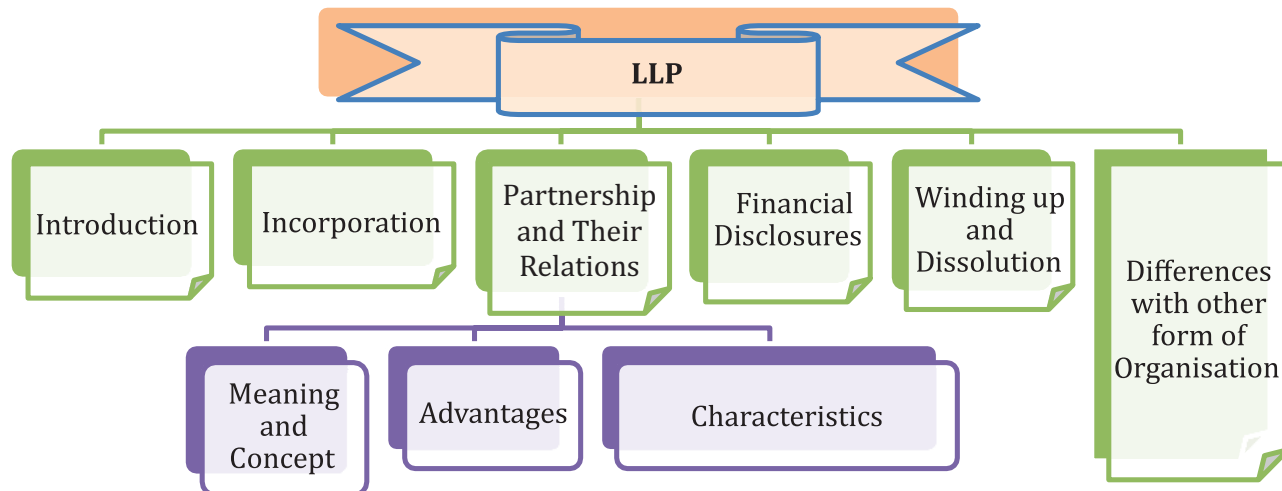 LLP
Introduction
Incorporation
Partnership
and Their
Relations
Financial
Disclosures
Winding up
and
Dissolution
Differences
with other
form of
Organisation
Meaning
and
Concept
Advantages
Characteristics